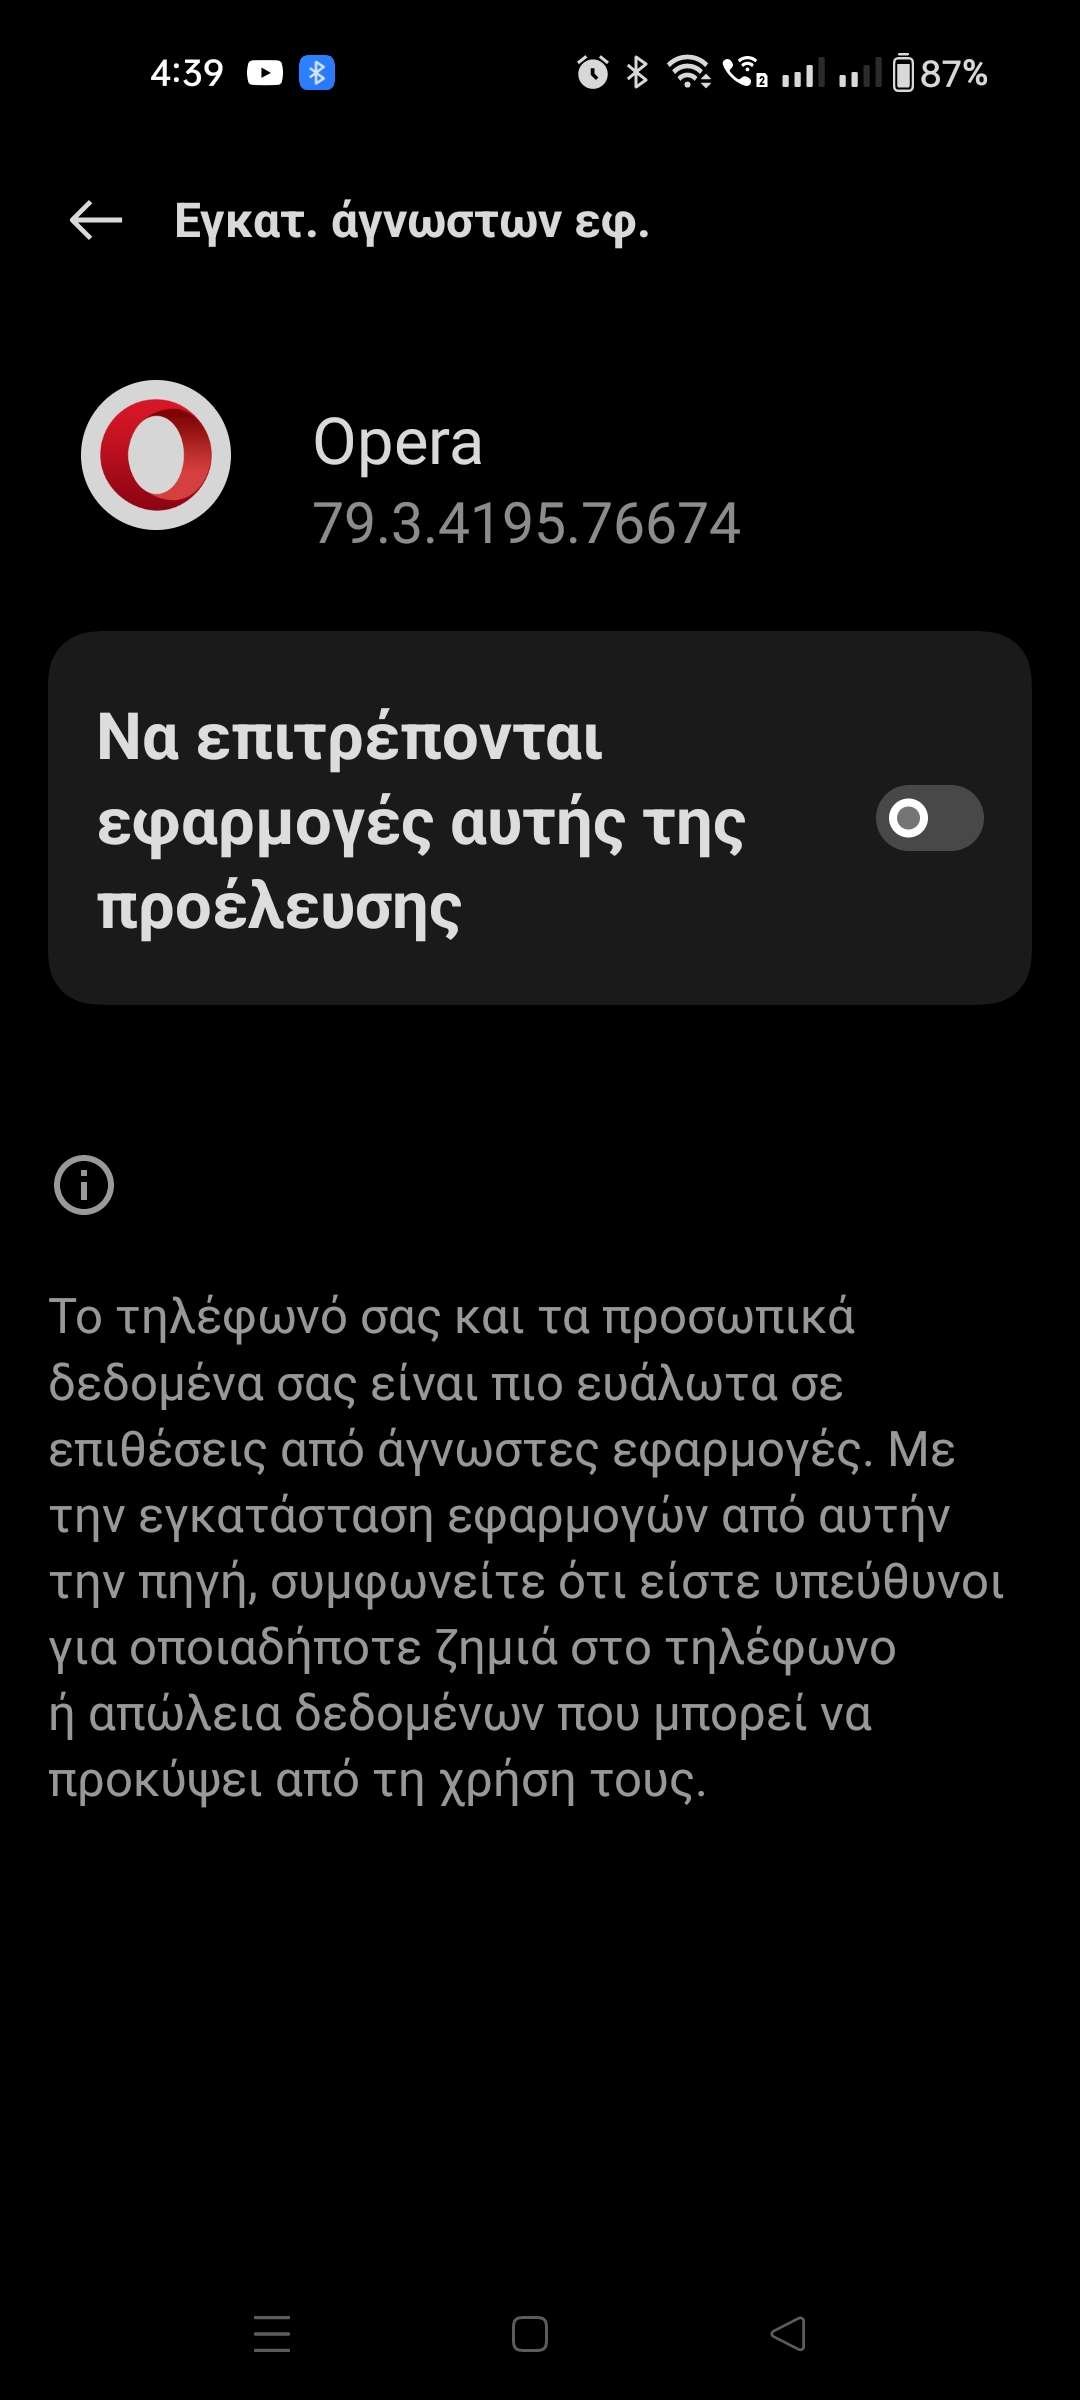 4:39
2
87%
Εγκατ. άγνωστων εφ.
Opera
79.3.4195.76674
Να επιτρέπονται
εφαρμογές αυτής της
προέλευσης
Το τηλέφωνό σας και τα προσωπικά
δεδομένα σας είναι πιο ευάλωτα σε
επιθέσεις από άγνωστες εφαρμογές. Με
την εγκατάσταση εφαρμογών από αυτήν
την πηγή, συμφωνείτε ότι είστε υπεύθυνοι
για οποιαδήποτε ζημιά στο τηλέφωνο
ή απώλεια δεδομένων που μπορεί να
προκύψει από τη χρήση τους.